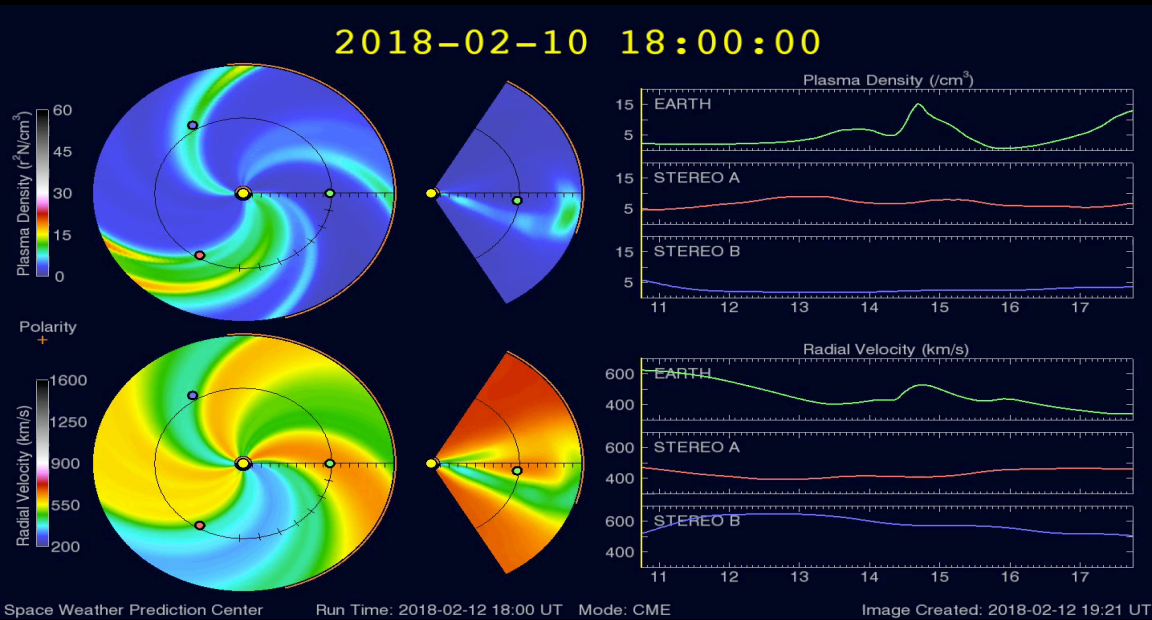 2018-02-10 18:00:00
Plasma Density (r²N/cm³)
60
45
30
15
0
Plasma Density (/cm³)
EARTH
15
5
STEREO A
15
5
STEREO B
15
5
11 12 13 14 15 16 17
Polarity
+
Radial Velocity (km/s)
1600
1250
900
550
200
Radial Velocity (km/s)
EARTH
600
400
STEREO A
600
400
STEREO B
600
400
11 12 13 14 15 16 17
Space Weather Prediction Center Run Time: 2018-02-12 18:00 UT Mode: CME Image Created: 2018-02-12 19:21 UT